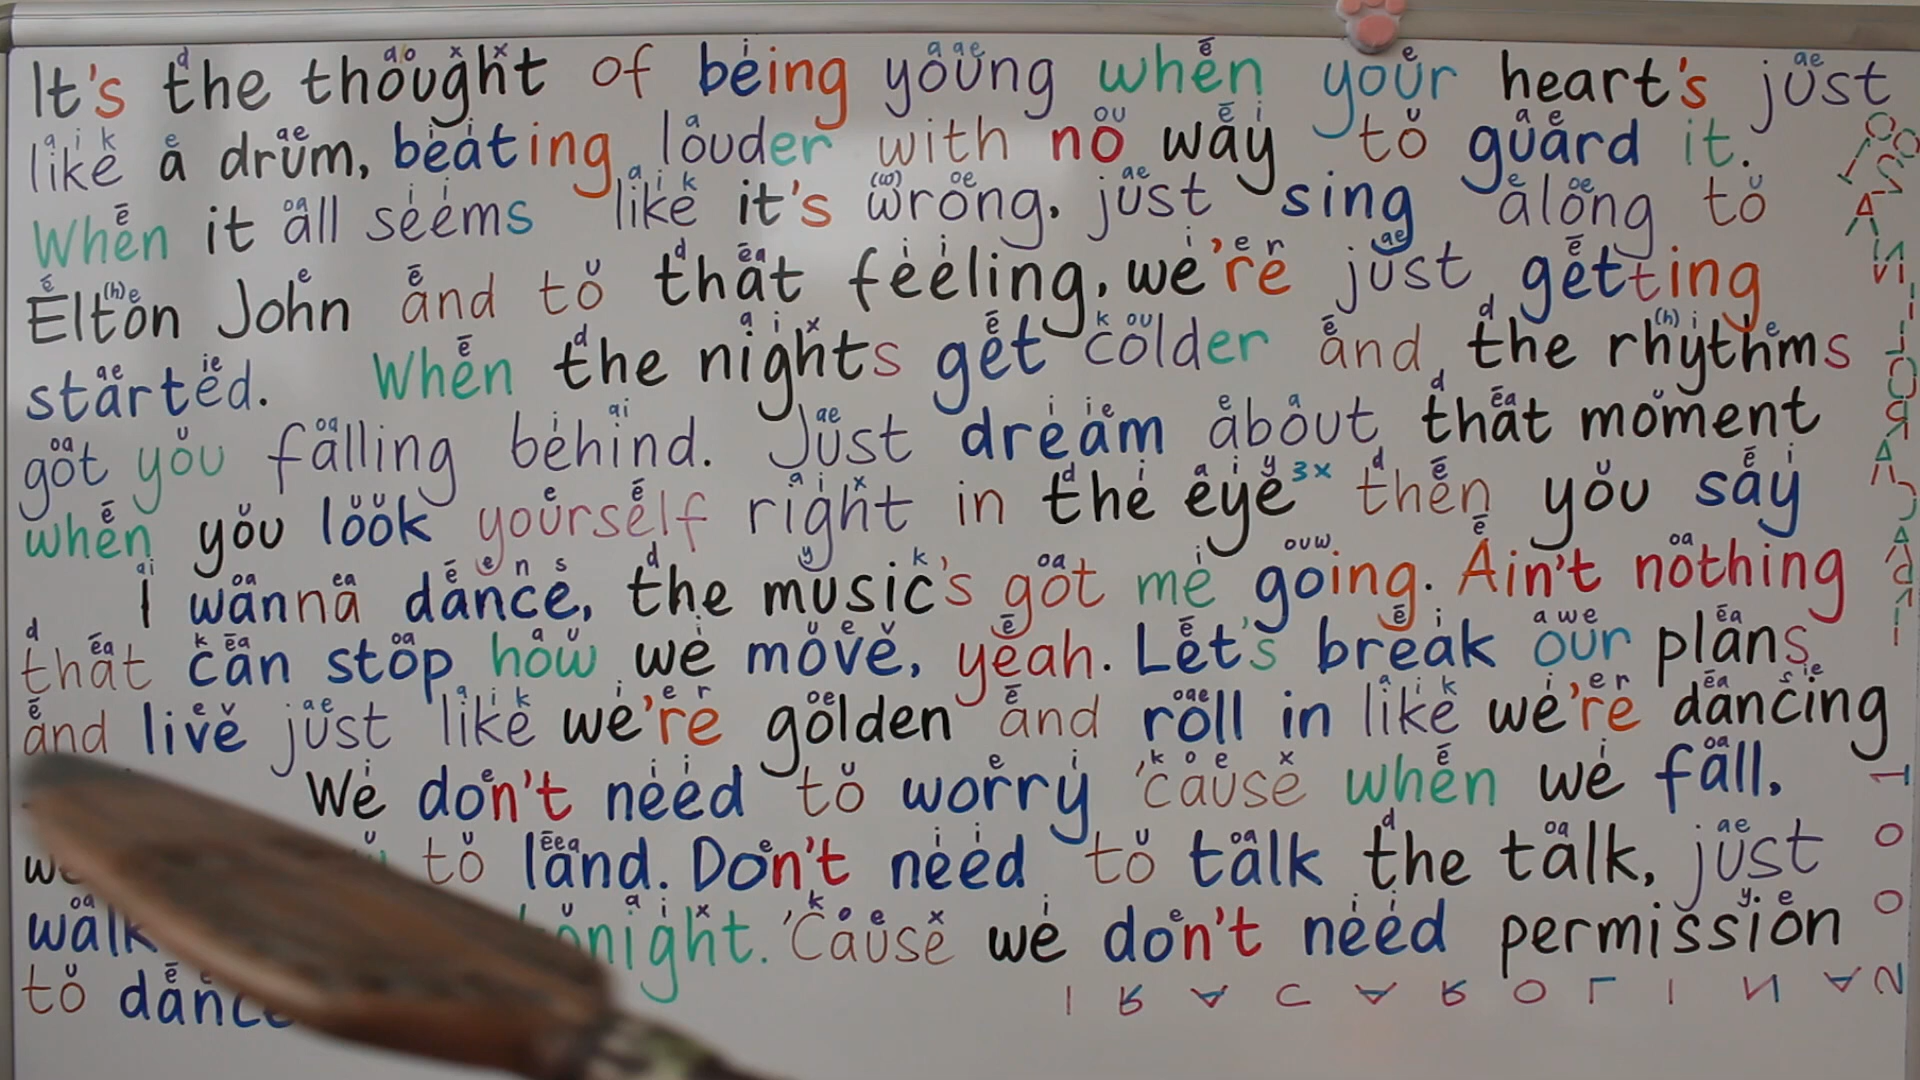 It's the thought of being young when your heart's just
like a drum, beating louder with no way to guard it.
When it all seems like it's wrong, just sing along to
Elton John and to that feeling, we're just getting
started. When the nights get colder and the rhythms
got you falling behind. Just dream about that moment
when you look yourself right in the eye 3x then you say
I wanna dance, the music's got me going. Ain't nothing
that can stop how we move, yeah. Let's break our plans
and live just like we're golden and roll in like we're dancing
We don't need to worry 'cause when we fall,
to land. Don't need to talk the talk, just
walk tonight. 'Cause we don't need permission
to dance
IRACAROLINAN